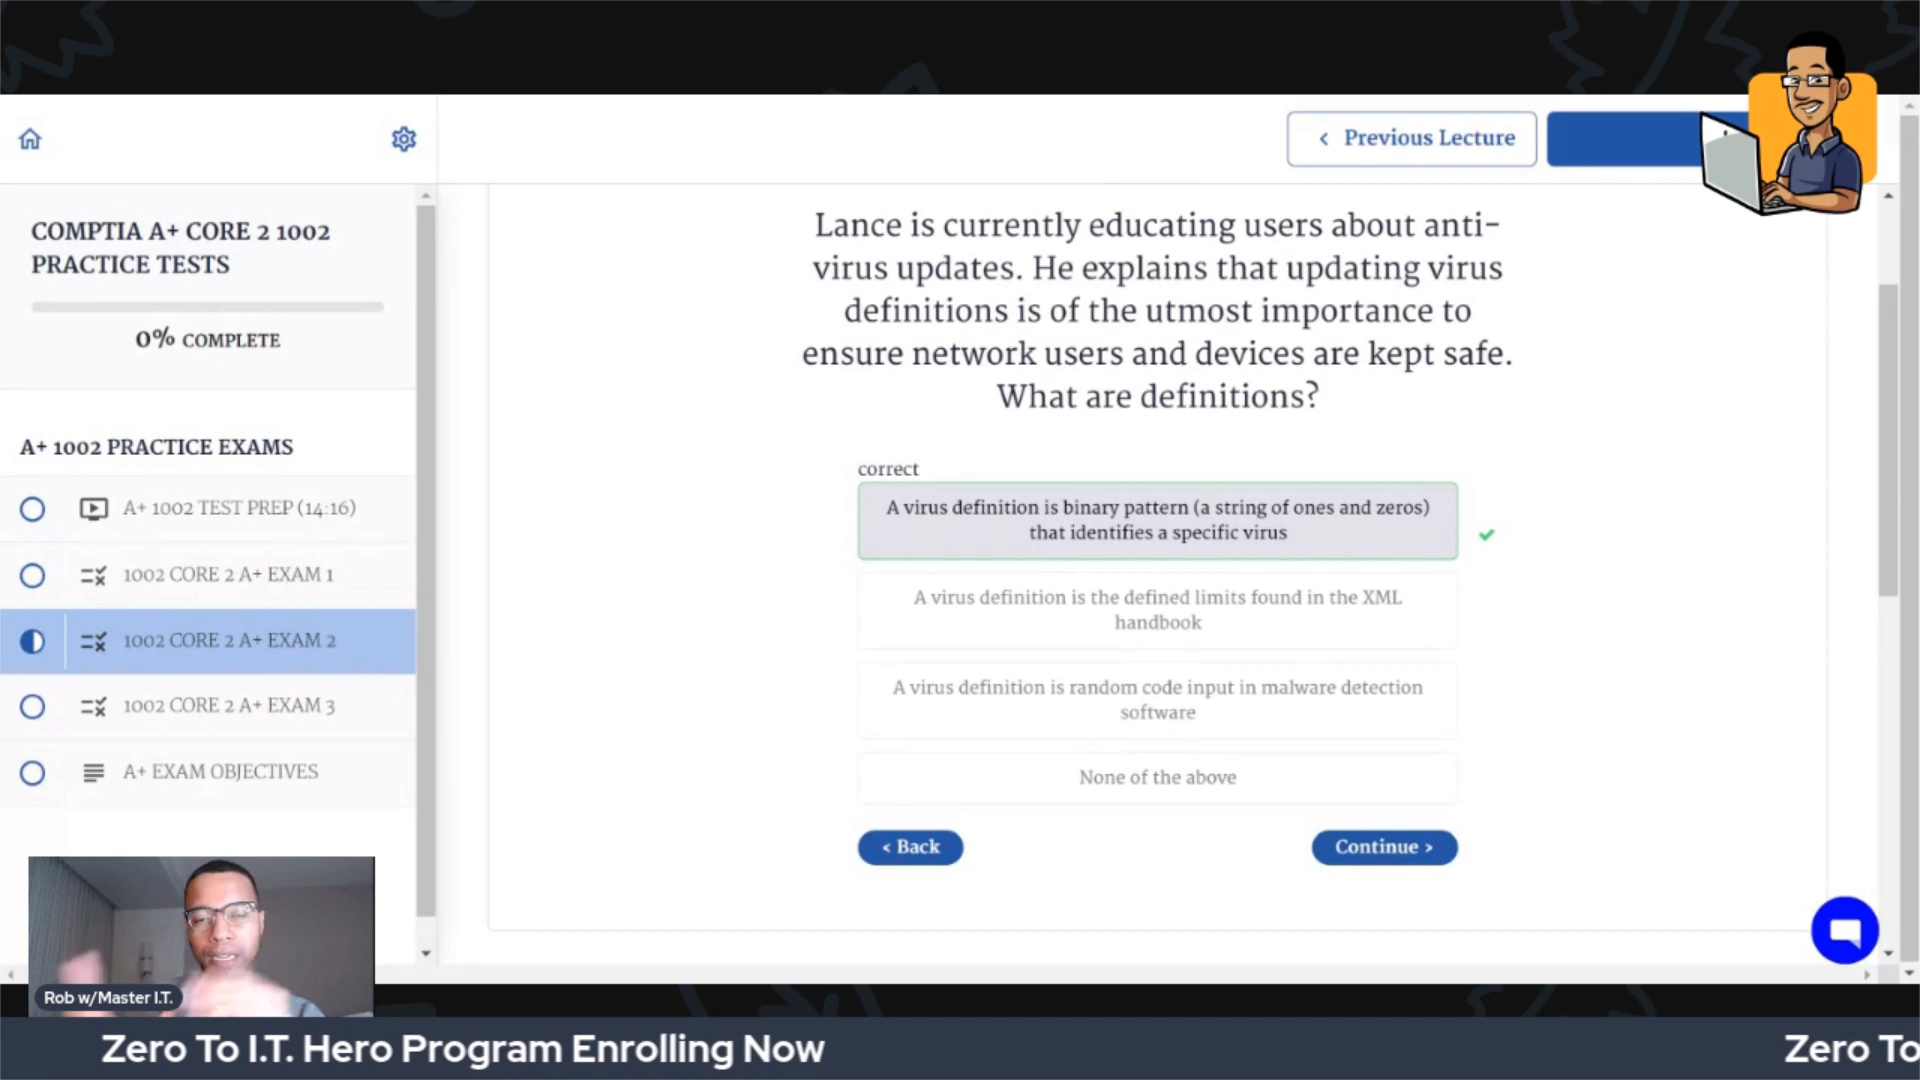 Previous Lecture
COMPTIA A+ CORE 2 1002
PRACTICE TESTS
0% COMPLETE
A+ 1002 PRACTICE EXAMS
A+ 1002 TEST PREP (14:16)
1002 CORE 2 A+ EXAM 1
1002 CORE 2 A+ EXAM 2
1002 CORE 2 A+ EXAM 3
A+ EXAM OBJECTIVES
Lance is currently educating users about anti-
virus updates. He explains that updating virus
definitions is of the utmost importance to
ensure network users and devices are kept safe.
What are definitions?
correct
A virus definition is binary pattern (a string of ones and zeros)
that identifies a specific virus
A virus definition is the defined limits found in the XML
handbook
A virus definition is random code input in malware detection
software
None of the above
< Back
Continue >
Rob w/Master I.T.
Zero To I.T. Hero Program Enrolling Now
Zero To